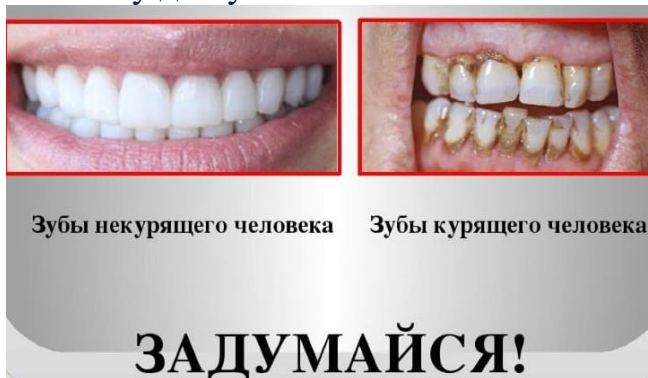 Зубы некурящего человека
Зубы курящего человека
ЗАДУМАЙСЯ!